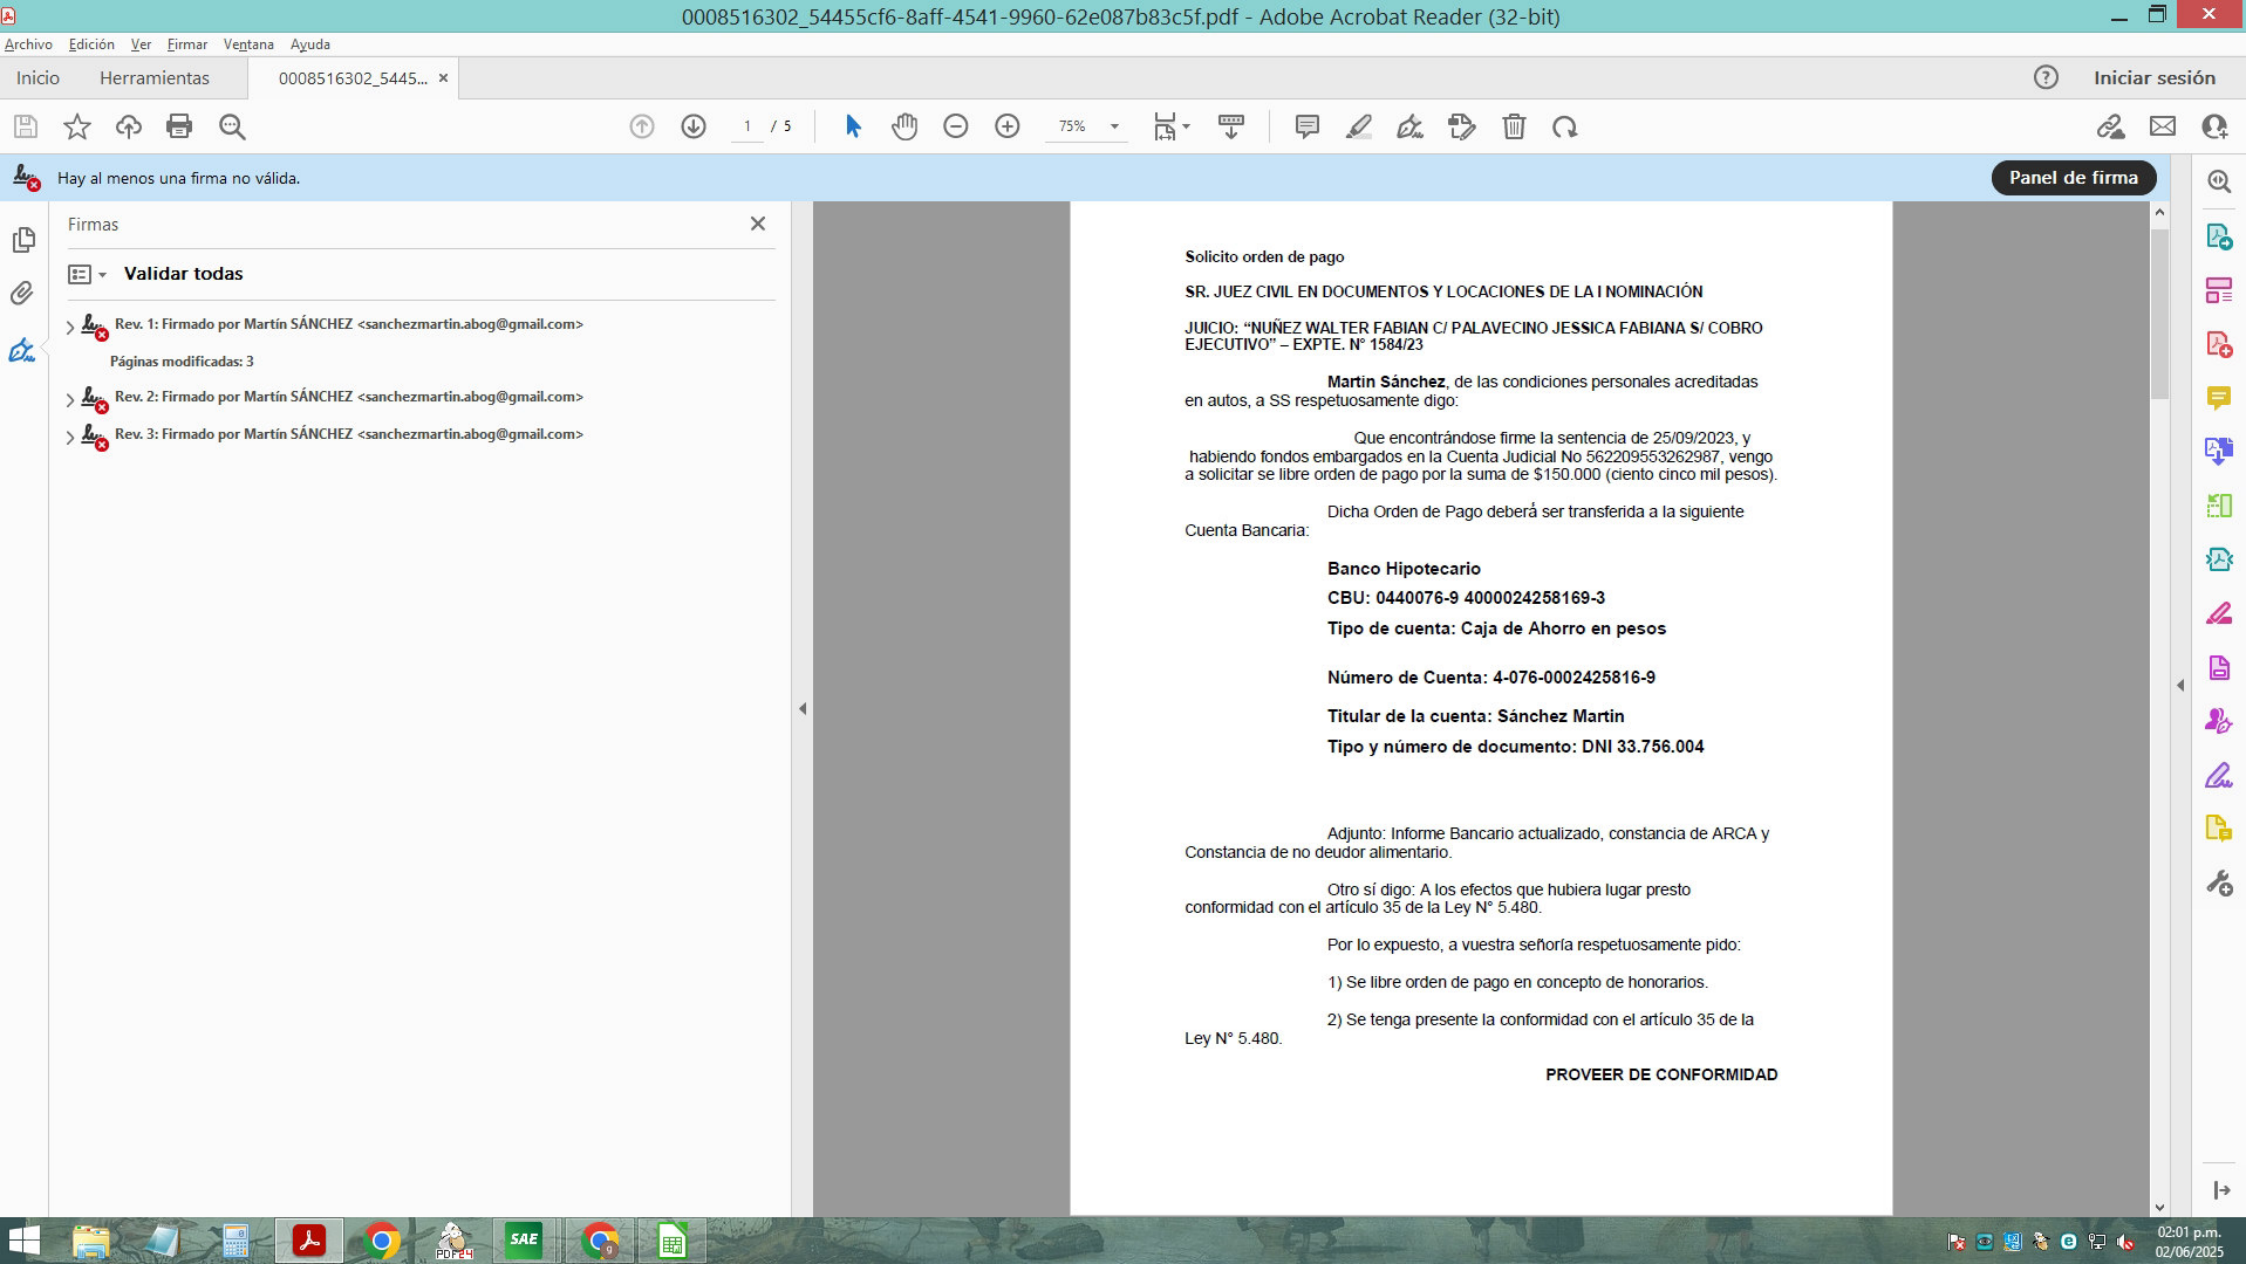 0008516302_54455cf6-8aff-4541-9960-62e087b83c5f.pdf - Adobe Acrobat Reader (32-bit)
Archivo Edición Ver Firmar Ventana Ayuda
Inicio Herramientas 0008516302_5445... × Iniciar sesión
1 / 5 75%
Hay al menos una firma no válida. Panel de firma
Firmas
Validar todas
Rev. 1: Firmado por Martín SÁNCHEZ <sanchezmartin.abog@gmail.com>
Páginas modificadas: 3
Rev. 2: Firmado por Martín SÁNCHEZ <sanchezmartin.abog@gmail.com>
Rev. 3: Firmado por Martín SÁNCHEZ <sanchezmartin.abog@gmail.com>
Solicito orden de pago
SR. JUEZ CIVIL EN DOCUMENTOS Y LOCACIONES DE LA I NOMINACIÓN
JUICIO: “NUÑEZ WALTER FABIAN C/ PALAVECINO JESSICA FABIANA S/ COBRO
EJECUTIVO” – EXPTE. N° 1584/23
Martin Sánchez, de las condiciones personales acreditadas
en autos, a SS respetuosamente digo:
Que encontrándose firme la sentencia de 25/09/2023, y
habiendo fondos embargados en la Cuenta Judicial No 562209553262987, vengo
a solicitar se libre orden de pago por la suma de $150.000 (ciento cinco mil pesos).
Dicha Orden de Pago deberá ser transferida a la siguiente
Cuenta Bancaria:
Banco Hipotecario
CBU: 0440076-9 4000024258169-3
Tipo de cuenta: Caja de Ahorro en pesos
Número de Cuenta: 4-076-0002425816-9
Titular de la cuenta: Sánchez Martin
Tipo y número de documento: DNI 33.756.004
Adjunto: Informe Bancario actualizado, constancia de ARCA y
Constancia de no deudor alimentario.
Otro sí digo: A los efectos que hubiera lugar presto
conformidad con el artículo 35 de la Ley N° 5.480.
Por lo expuesto, a vuestra señoría respetuosamente pido:
1) Se libre orden de pago en concepto de honorarios.
2) Se tenga presente la conformidad con el artículo 35 de la
Ley N° 5.480.
PROVEER DE CONFORMIDAD
PDF24 SAE
02:01 p.m.
02/06/2025